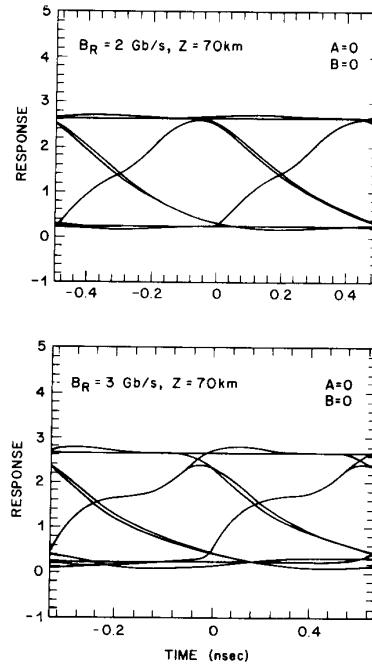 5
4
3
2
1
0
-1
RESPONSE
B_R = 2 Gb/s, Z = 70km
A=0
B=0
-0.4 -0.2 0 0.2 0.4
5
4
3
2
1
0
-1
RESPONSE
B_R = 3 Gb/s, Z = 70km
A=0
B=0
-0.2 0 0.4
TIME (nsec)